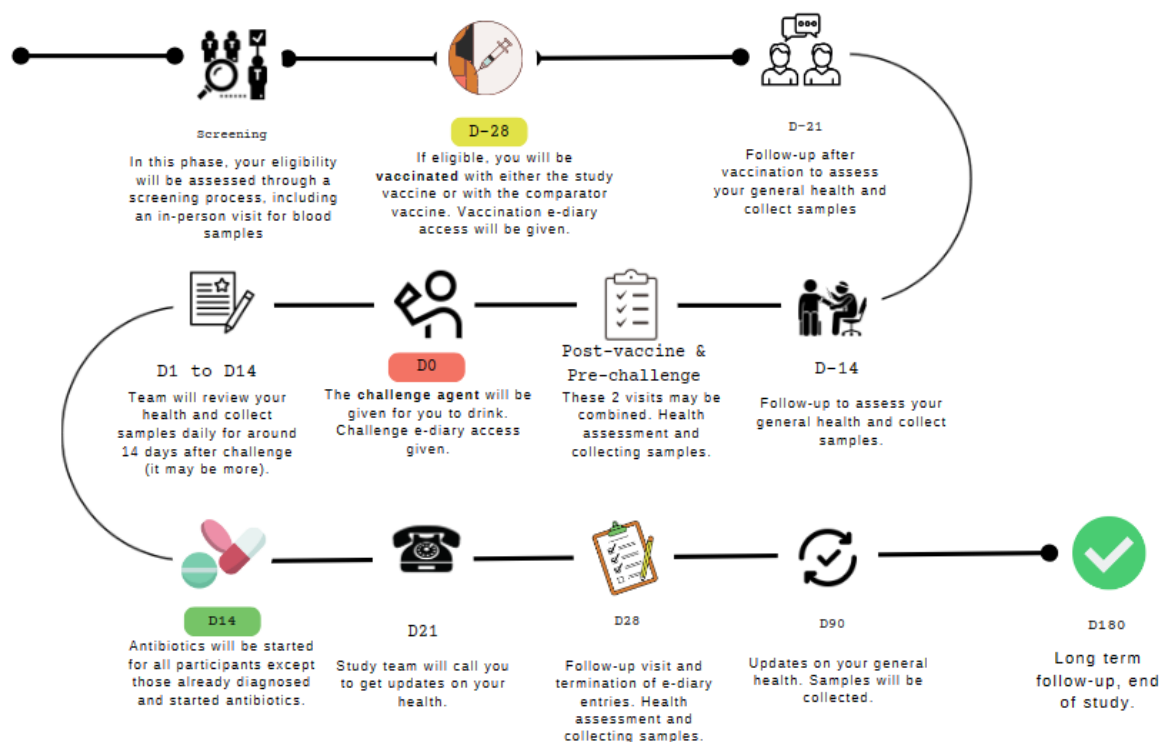 Screening
In this phase, your eligibility
will be assessed through a
screening process, including
an in-person visit for blood
samples
D-28
If eligible, you will be
vaccinated with either the study
vaccine or with the comparator
vaccine. Vaccination e-diary
access will be given.
D-21
Follow-up after
vaccination to assess
your general health and
collect samples
D-14
Follow-up to assess your
general health and collect
samples.
Post-vaccine &
Pre-challenge
These 2 visits may be
combined. Health
assessment and
collecting samples.
D0
The challenge agent will be
given for you to drink.
Challenge e-diary access
given.
D1 to D14
Team will review your
health and collect
samples daily for around
14 days after challenge
(it may be more).
D14
Antibiotics will be started
for all participants except
those already diagnosed
and started antibiotics.
D21
Study team will call you
to get updates on your
health.
D28
Follow-up visit and
termination of e-diary
entries. Health
assessment and
collecting samples.
D90
Updates on your general
health. Samples will be
collected.
D180
Long term
follow-up, end
of study.